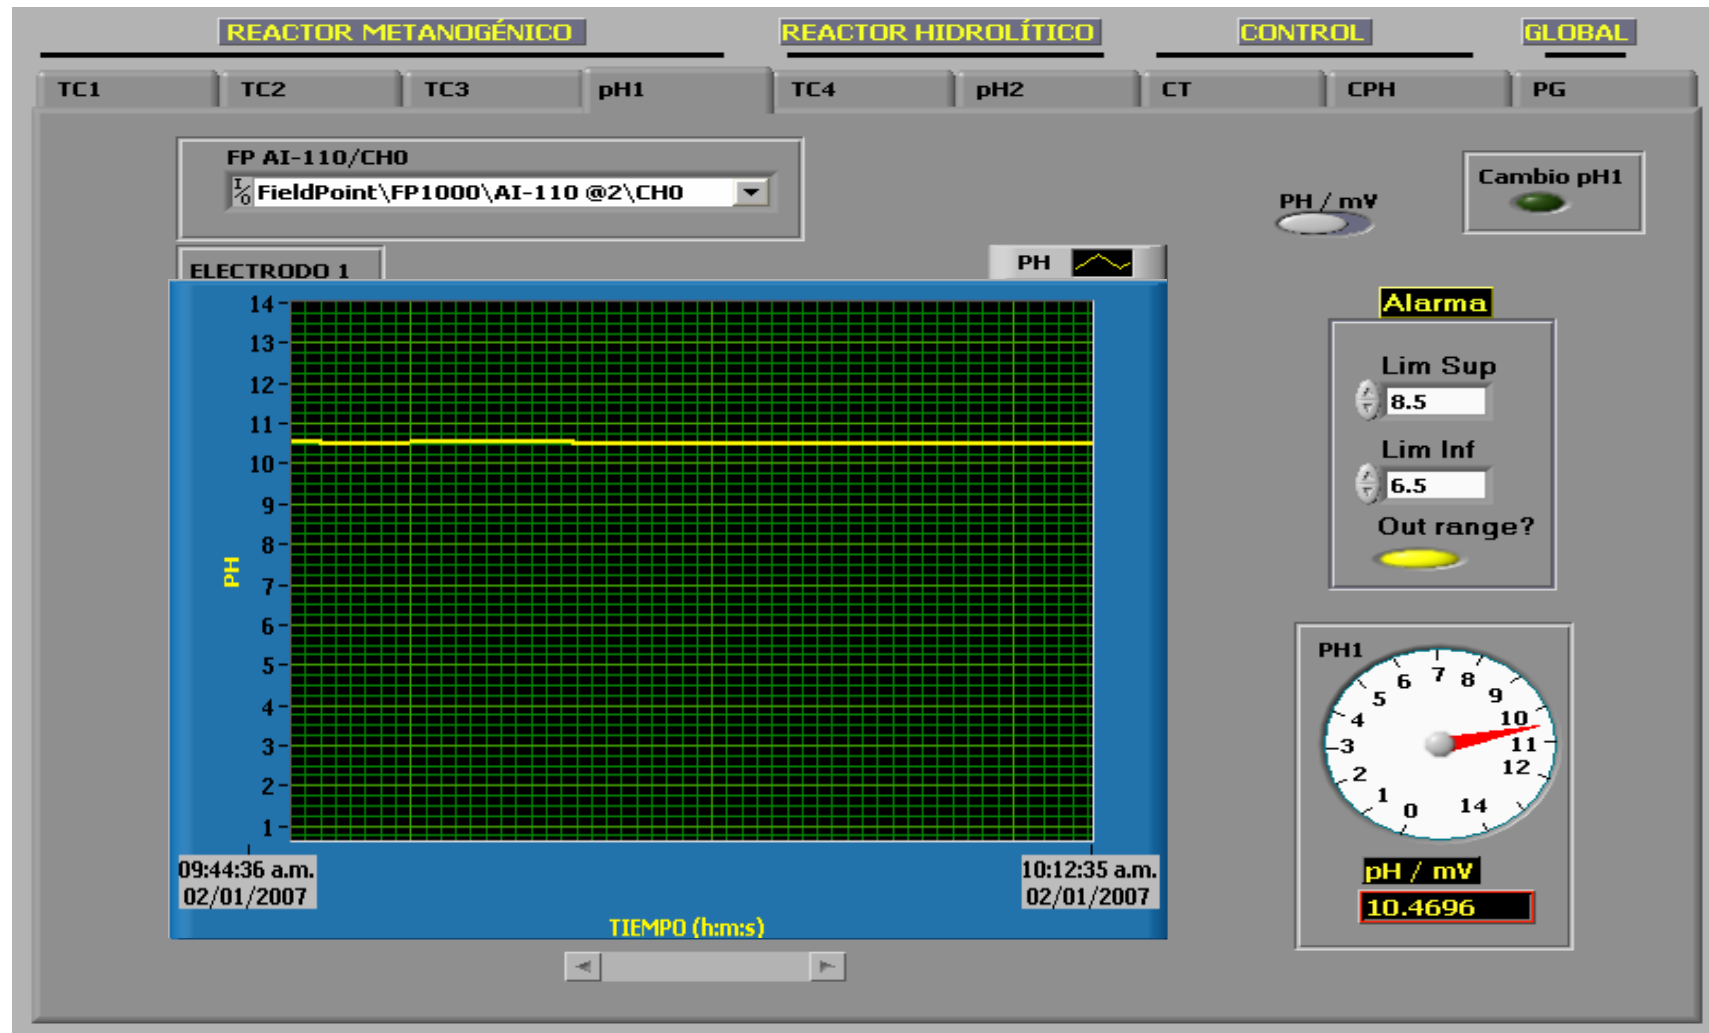 REACTOR METANOGÉNICO REACTOR HIDROLÍTICO CONTROL GLOBAL
TC1 TC2 TC3 pH1 TC4 pH2 CT CPH PG
FP AI-110/CH0
I/O FieldPoint\FP1000\AI-110 @2\CH0
PH / mV
Cambio pH1
ELECTRODO 1
PH
14
13
12
11
10
9
8
7
6
5
4
3
2
1
PH
09:44:36 a.m.
02/01/2007
10:12:35 a.m.
02/01/2007
TIEMPO (h:m:s)
Alarma
Lim Sup
8.5
Lim Inf
6.5
Out range?
PH1
0 1 2 3 4 5 6 7 8 9 10 11 12 14
pH / mV
10.4696